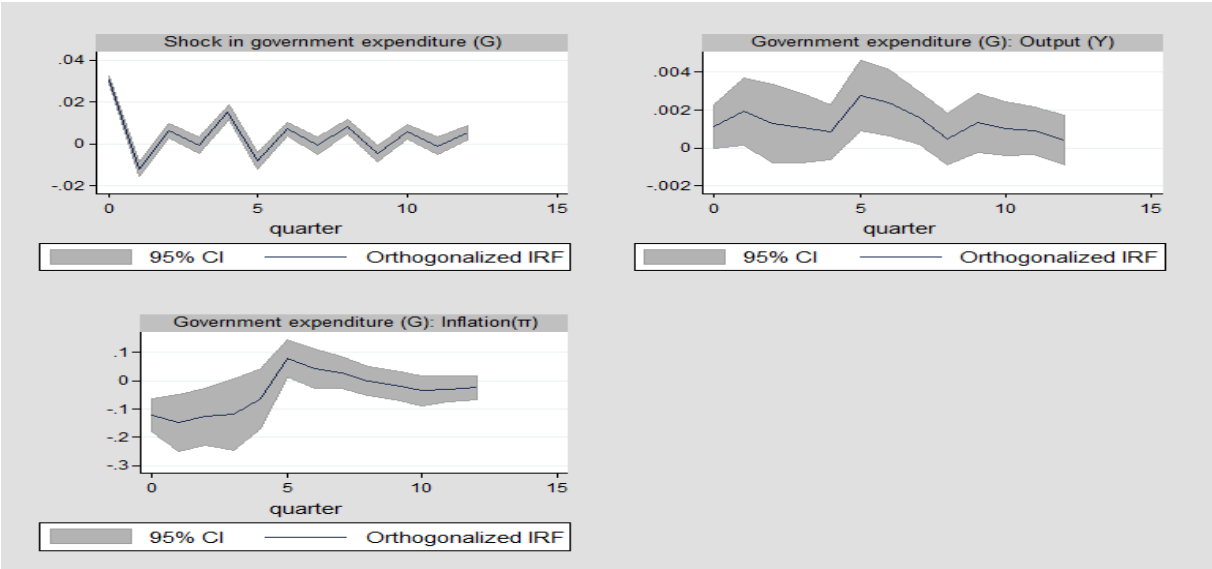 Shock in government expenditure (G)
.04
.02
0
-.02
0 5 10 15
quarter
95% CI Orthogonalized IRF
Government expenditure (G): Output (Y)
.004
.002
0
-.002
0 5 10 15
quarter
95% CI Orthogonalized IRF
Government expenditure (G): Inflation(π)
.1
0
-.1
-.2
-.3
0 5 10 15
quarter
95% CI Orthogonalized IRF